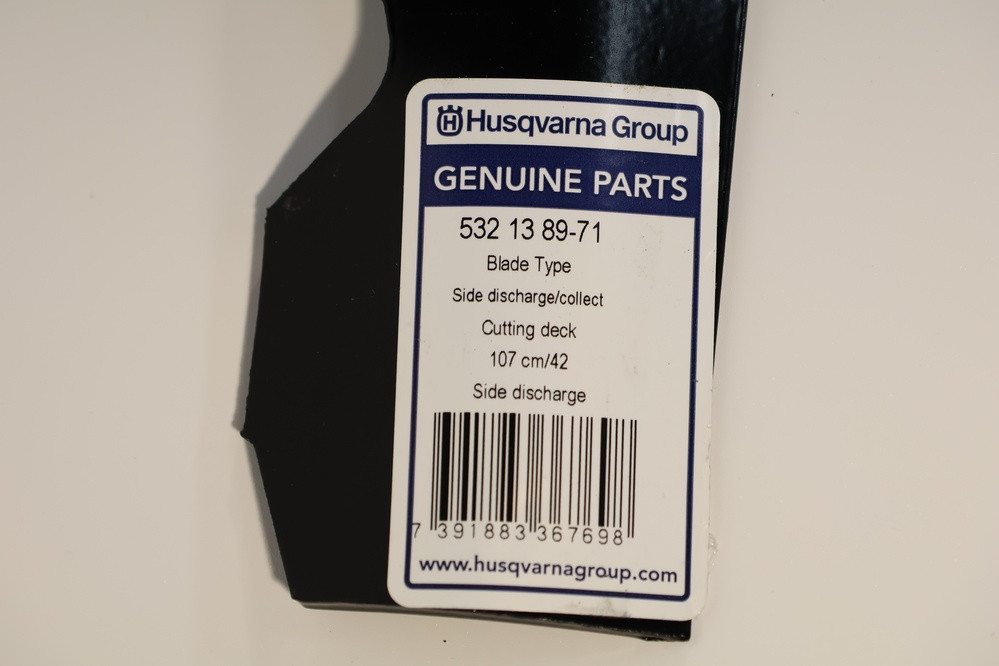 Husqvarna Group
GENUINE PARTS
532 13 89-71
Blade Type
Side discharge/collect
Cutting deck
107 cm/42
Side discharge
7 391883 367698
www.husqvarnagroup.com